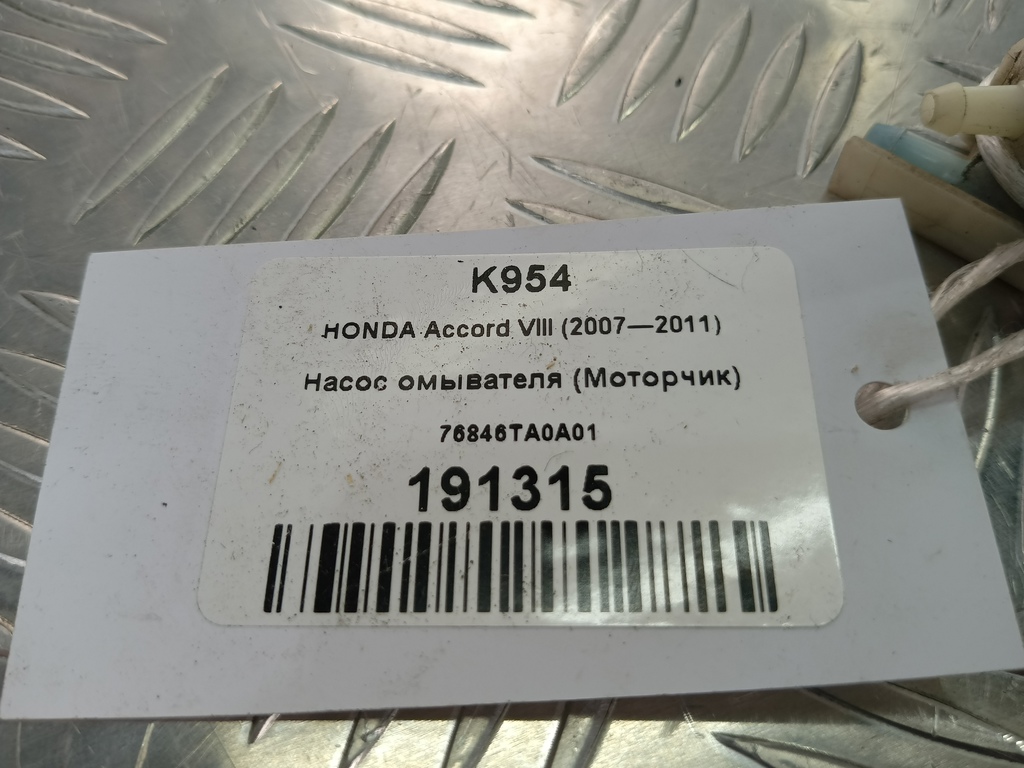 K954
HONDA Accord VIII (2007—2011)
Насос омывателя (Моторчик)
76846TA0A01
191315